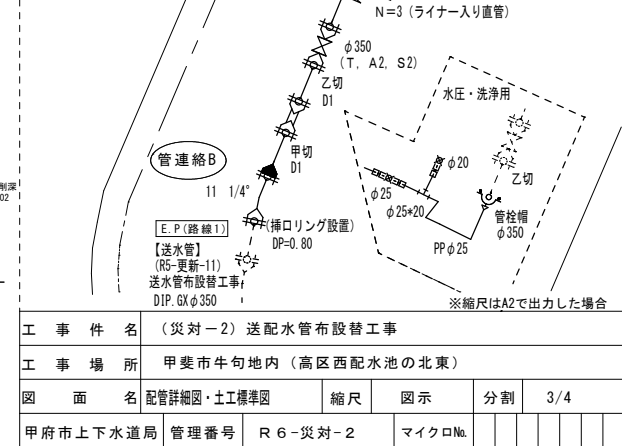 N=3 (ライナー入り直管)
φ350
(T, A2, S2)
乙切
D1
水圧・洗浄用
甲切
D1
管連絡B
11 1/4°
φ20
乙切
φ25
φ25*20
管栓帽
φ350
PPφ25
E.P(路線1)
(挿口リング設置)
DP=0.80
【送水管】
(R5-更新-11)
送水管布設替工事
DIP.GXφ350
削深
02
※縮尺はA2で出力した場合
工事件名 (災対-2) 送配水管布設替工事
工事場所 甲斐市牛句地内 (高区西配水池の北東)
図面名 配管詳細図・土工標準図 縮尺 図示 分割 3/4
甲府市上下水道局 管理番号 R6-災対-2 マイクロNo.